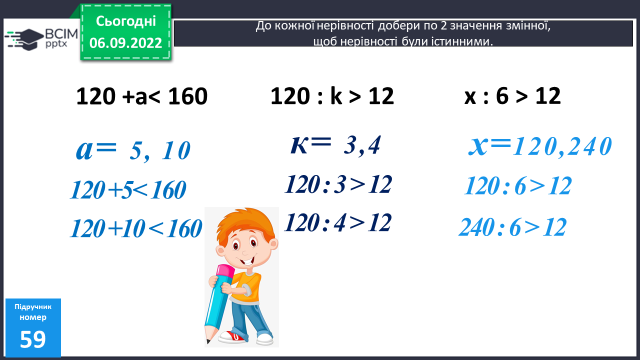 ВСІМ
pptx
Сьогодні
06.09.2022
До кожної нерівності добери по 2 значення змінної,
щоб нерівності були істинними.
120 +а< 160
120 : k > 12
х : 6 > 12
а= 5, 10
120+5< 160
120+10 < 160
к= 3,4
120 : 3 > 12
120 : 4 > 12
х=120,240
120 : 6 > 12
240 : 6 > 12
Підручник
номер
59